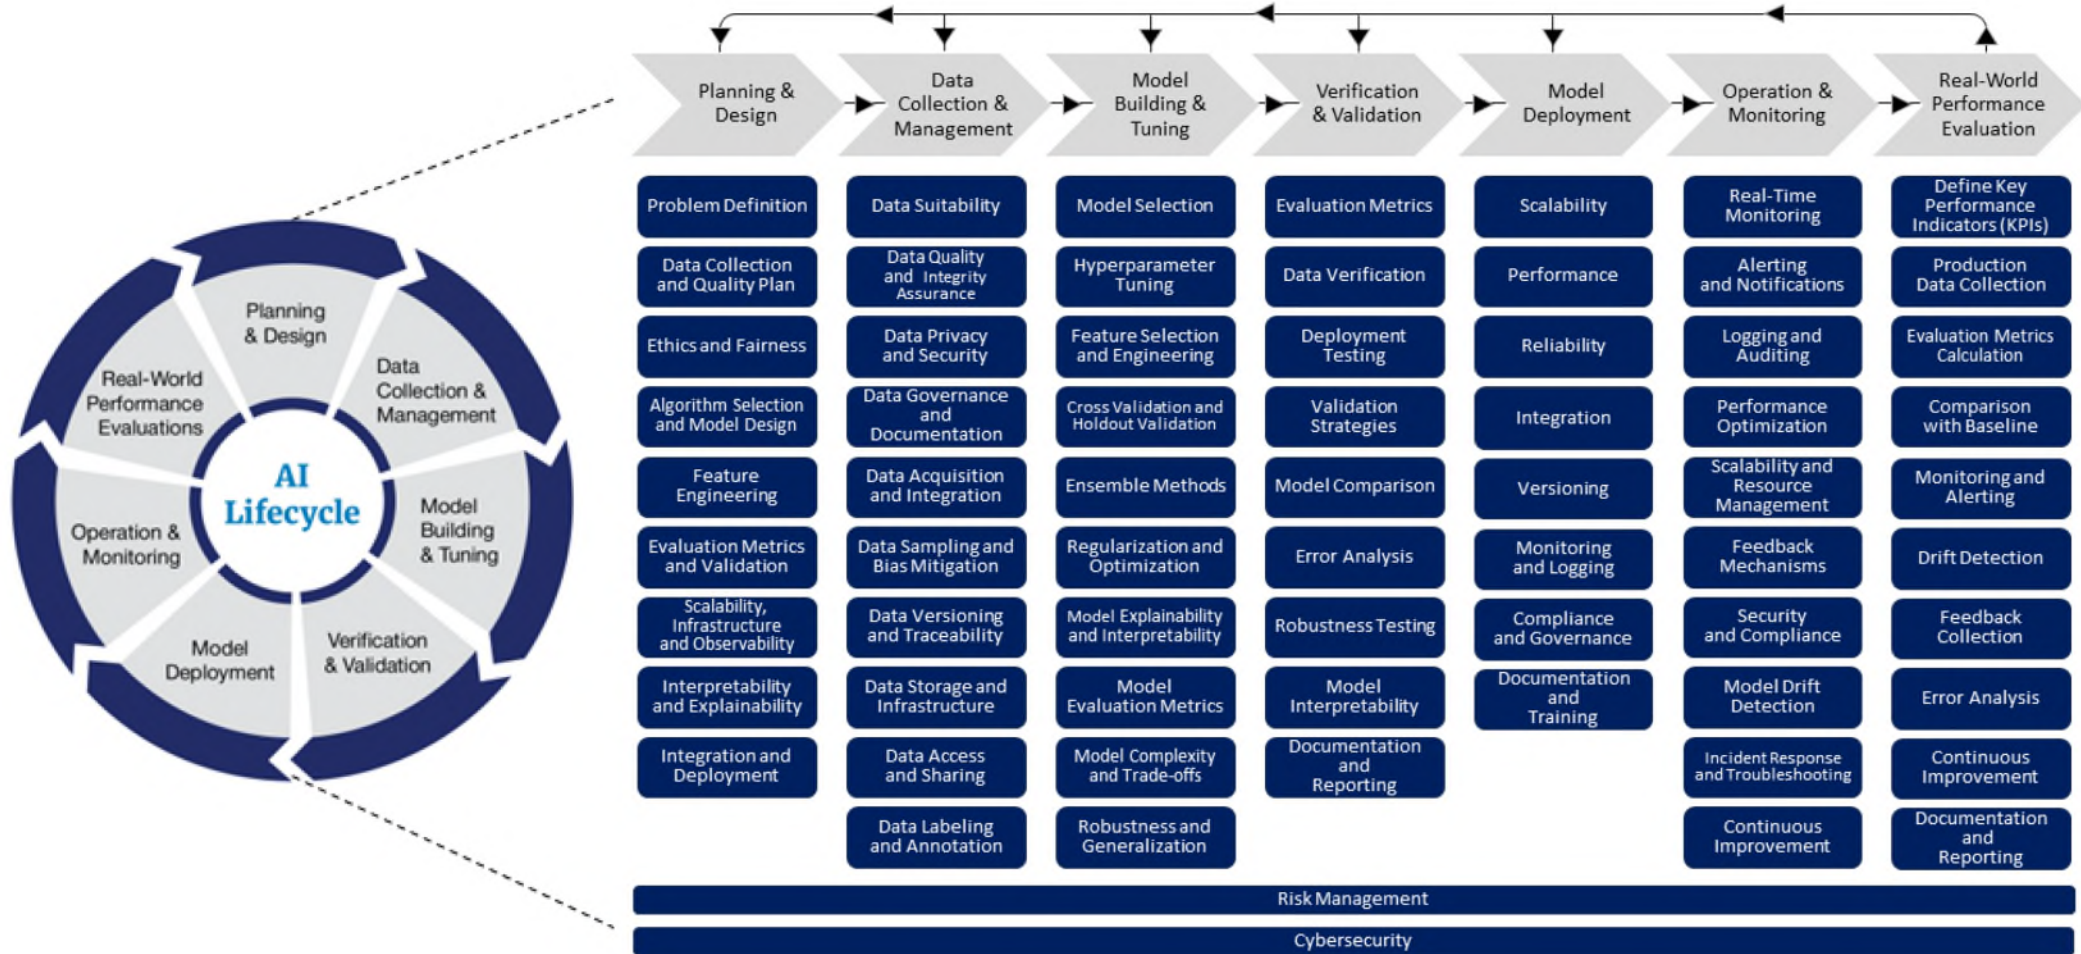 Planning &
Design
Data
Collection &
Management
Model
Building &
Tuning
Verification
& Validation
Model
Deployment
Operation &
Monitoring
Real-World
Performance
Evaluation
Planning
& Design
Data
Collection &
Management
Model
Building
& Tuning
Verification
& Validation
Model
Deployment
Operation &
Monitoring
Real-World
Performance
Evaluations
AI
Lifecycle
Problem Definition
Data Collection
and Quality Plan
Ethics and Fairness
Algorithm Selection
and Model Design
Feature
Engineering
Evaluation Metrics
and Validation
Scalability,
Infrastructure
and Observability
Interpretability
and Explainability
Integration and
Deployment
Data Suitability
Data Quality
and Integrity
Assurance
Data Privacy
and Security
Data Governance
and
Documentation
Data Acquisition
and Integration
Data Sampling and
Bias Mitigation
Data Versioning
and Traceability
Data Storage and
Infrastructure
Data Access
and Sharing
Data Labeling
and Annotation
Model Selection
Hyperparameter
Tuning
Feature Selection
and Engineering
Cross Validation and
Holdout Validation
Ensemble Methods
Regularization and
Optimization
Model Explainability
and Interpretability
Model
Evaluation Metrics
Model Complexity
and Trade-offs
Robustness and
Generalization
Evaluation Metrics
Data Verification
Deployment
Testing
Validation
Strategies
Model Comparison
Error Analysis
Robustness Testing
Model
Interpretability
Documentation
and
Reporting
Scalability
Performance
Reliability
Integration
Versioning
Monitoring
and Logging
Compliance
and Governance
Documentation
and
Training
Real-Time
Monitoring
Alerting
and Notifications
Logging and
Auditing
Performance
Optimization
Scalability and
Resource
Management
Feedback
Mechanisms
Security
and Compliance
Model Drift
Detection
Incident Response
and Troubleshooting
Continuous
Improvement
Define Key
Performance
Indicators (KPIs)
Production
Data Collection
Evaluation Metrics
Calculation
Comparison
with Baseline
Monitoring and
Alerting
Drift Detection
Feedback
Collection
Error Analysis
Continuous
Improvement
Documentation
and
Reporting
Risk Management
Cybersecurity